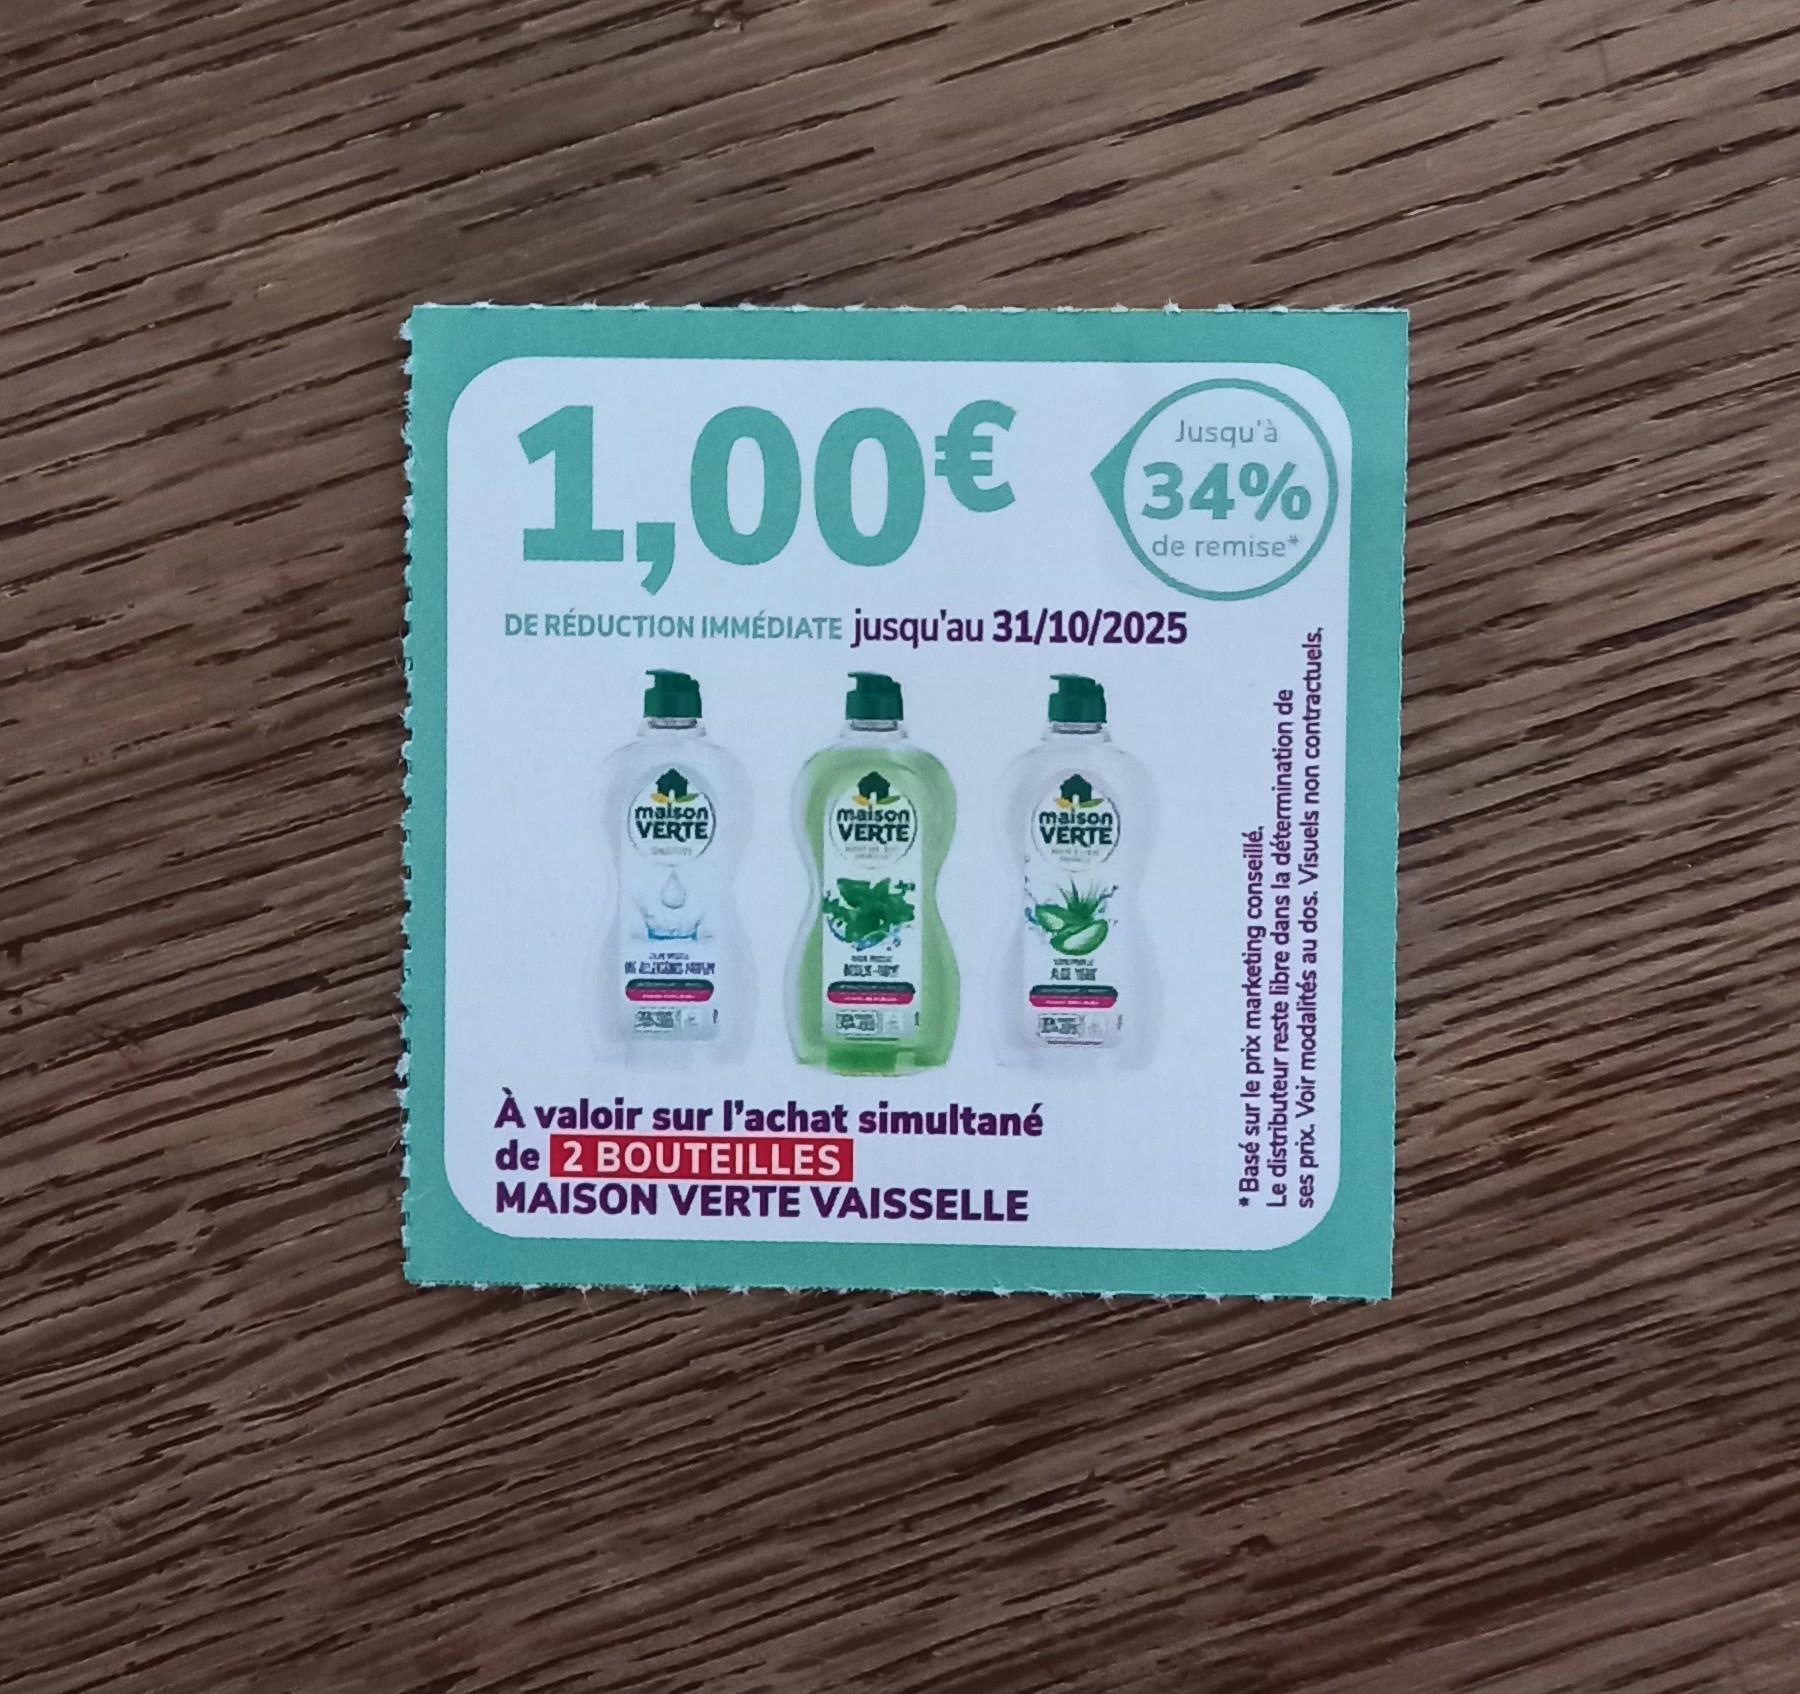 1,00€
Jusqu'à
34%
de remise*
DE RÉDUCTION IMMÉDIATE jusqu'au 31/10/2025
maison
VERTE
maison
VERTE
maison
VERTE
ALOE VERA
À valoir sur l'achat simultané
de 2 BOUTEILLES
MAISON VERTE VAISSELLE
*Basé sur le prix marketing conseillé.
Le distributeur reste libre dans la détermination de
ses prix. Voir modalités au dos. Visuels non contractuels.